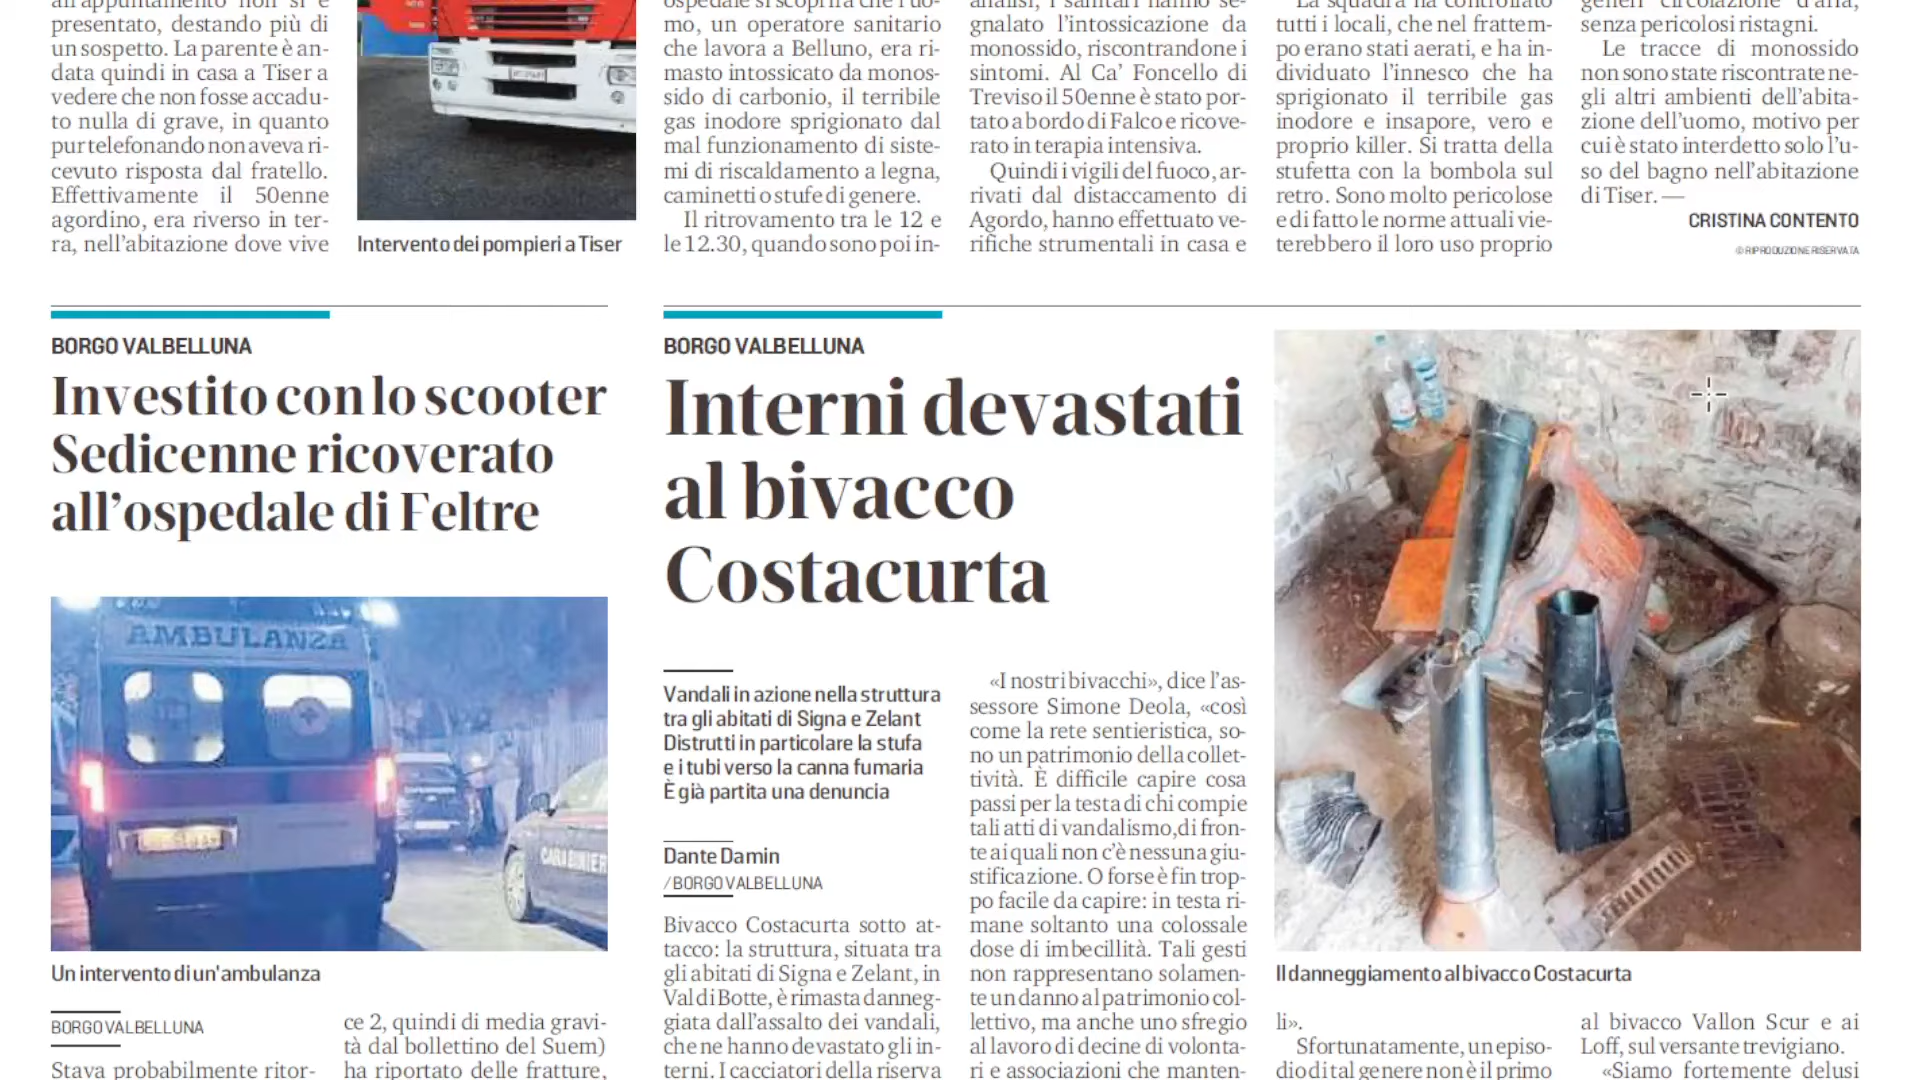 all'appuntamento non si è
presentato, destando più di
un sospetto. La parente è an-
data quindi in casa a Tiser a
vedere che non fosse accadu-
to nulla di grave, in quanto
pur telefonando non aveva ri-
cevuto risposta dal fratello.
Effettivamente il 50enne
agordino, era riverso in ter-
ra, nell'abitazione dove vive
Intervento dei pompieri a Tiser
ospedale si scoprirà che l'uo-
mo, un operatore sanitario
che lavora a Belluno, era ri-
masto intossicato da monos-
sido di carbonio, il terribile
gas inodore sprigionato dal
mal funzionamento di siste-
mi di riscaldamento a legna,
caminetti o stufe di genere.
Il ritrovamento tra le 12 e
le 12.30, quando sono poi in-
analisi, i sanitari hanno se-
gnalato l'intossicazione da
monossido, riscontrandone i
sintomi. Al Ca' Foncello di
Treviso il 50enne è stato por-
tato a bordo di Falco e ricove-
rato in terapia intensiva.
Quindi i vigili del fuoco, ar-
rivati dal distaccamento di
Agordo, hanno effettuato ve-
rifiche strumentali in casa e
La squadra ha controllato
tutti i locali, che nel frattem-
po erano stati aerati, e ha in-
dividuato l'innesco che ha
sprigionato il terribile gas
inodore e insapore, vero e
proprio killer. Si tratta della
stufetta con la bombola sul
retro. Sono molto pericolose
e di fatto le norme attuali vie-
terebbero il loro uso proprio
generi circolazione d'aria,
senza pericolosi ristagni.
Le tracce di monossido
non sono state riscontrate ne-
gli altri ambienti dell'abita-
zione dell'uomo, motivo per
cui è stato interdetto solo l'u-
so del bagno nell'abitazione
di Tiser. —
CRISTINA CONTENTO
© RIPRODUZIONE RISERVATA
BORGO VALBELLUNA
Investito con lo scooter
Sedicenne ricoverato
all'ospedale di Feltre
AMBULANZA
CARABINIERI
Un intervento di un'ambulanza
BORGO VALBELLUNA
Stava probabilmente ritor-
ce 2, quindi di media gravi-
tà dal bollettino del Suem)
ha riportato delle fratture,
BORGO VALBELLUNA
Interni devastati
al bivacco
Costacurta
Vandali in azione nella struttura
tra gli abitati di Signa e Zelant
Distrutti in particolare la stufa
e i tubi verso la canna fumaria
È già partita una denuncia
Dante Damin
/ BORGO VALBELLUNA
Bivacco Costacurta sotto at-
tacco: la struttura, situata tra
gli abitati di Signa e Zelant, in
Val di Botte, è rimasta danneg-
giata dall'assalto dei vandali,
che ne hanno devastato gli in-
terni. I cacciatori della riserva
«I nostri bivacchi», dice l'as-
sessore Simone Deola, «così
come la rete sentieristica, so-
no un patrimonio della collet-
tività. È difficile capire cosa
passi per la testa di chi compie
tali atti di vandalismo, di fron-
te ai quali non c'è nessuna giu-
stificazione. O forse è fin trop-
po facile da capire: in testa ri-
mane soltanto una colossale
dose di imbecillità. Tali gesti
non rappresentano solamen-
te un danno al patrimonio col-
lettivo, ma anche uno sfregio
al lavoro di decine di volonta-
ri e associazioni che manten-
Il danneggiamento al bivacco Costacurta
li».
Sfortunatamente, un episo-
dio di tal genere non è il primo
al bivacco Vallon Scur e ai
Loff, sul versante trevigiano.
«Siamo fortemente delusi